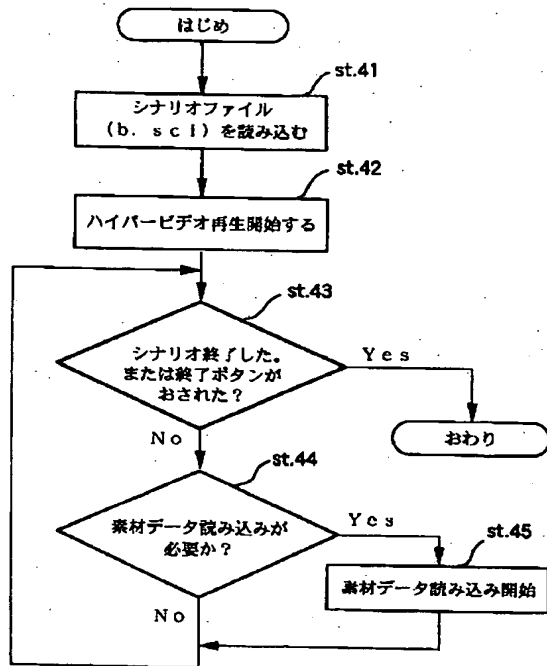 はじめ
st.41
シナリオファイル
(b.scl)を読み込む
st.42
ハイパービデオ再生開始する
st.43
シナリオ終了した。
または終了ボタンが
おされた？
Yes
おわり
No
st.44
素材データ読み込みが
必要か？
Yes
st.45
素材データ読み込み開始
No